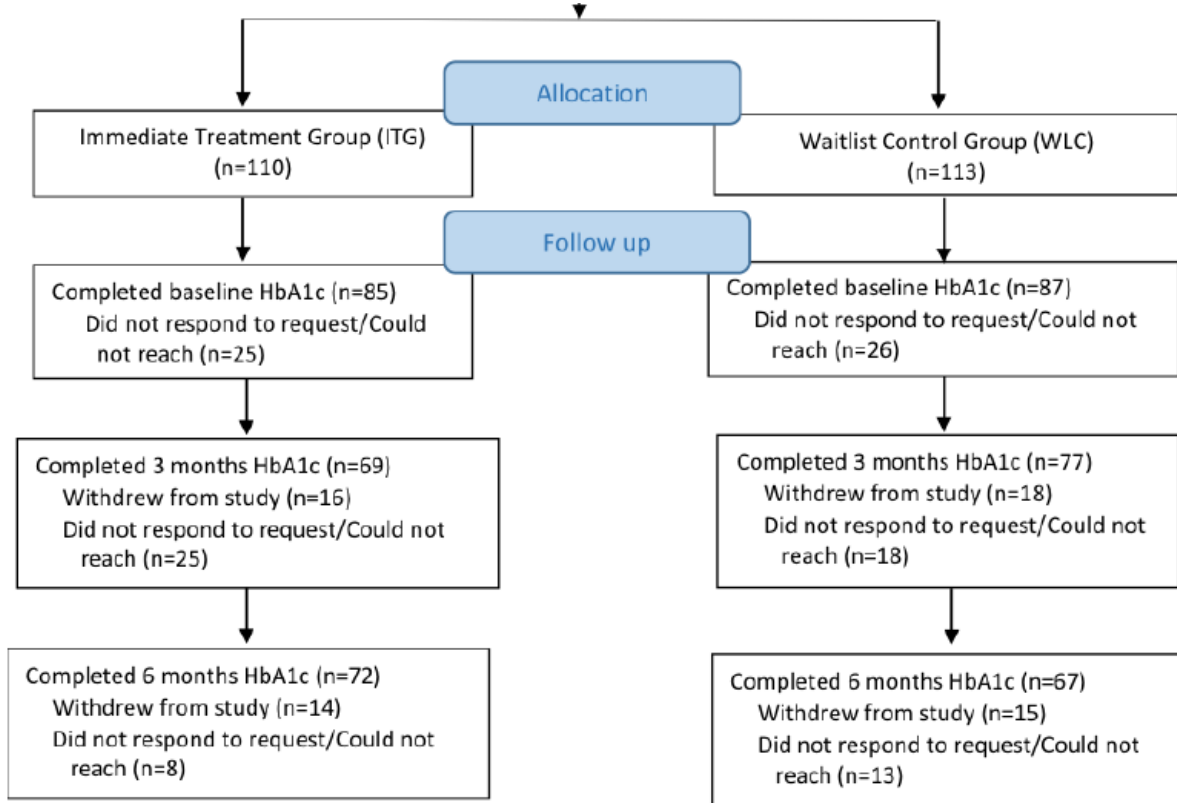 Allocation
Immediate Treatment Group (ITG)
(n=110)
Waitlist Control Group (WLC)
(n=113)
Follow up
Completed baseline HbA1c (n=85)
Did not respond to request/Could
not reach (n=25)
Completed baseline HbA1c (n=87)
Did not respond to request/Could not
reach (n=26)
Completed 3 months HbA1c (n=69)
Withdrew from study (n=16)
Did not respond to request/Could not
reach (n=25)
Completed 3 months HbA1c (n=77)
Withdrew from study (n=18)
Did not respond to request/Could not
reach (n=18)
Completed 6 months HbA1c (n=72)
Withdrew from study (n=14)
Did not respond to request/Could not
reach (n=8)
Completed 6 months HbA1c (n=67)
Withdrew from study (n=15)
Did not respond to request/Could not
reach (n=13)